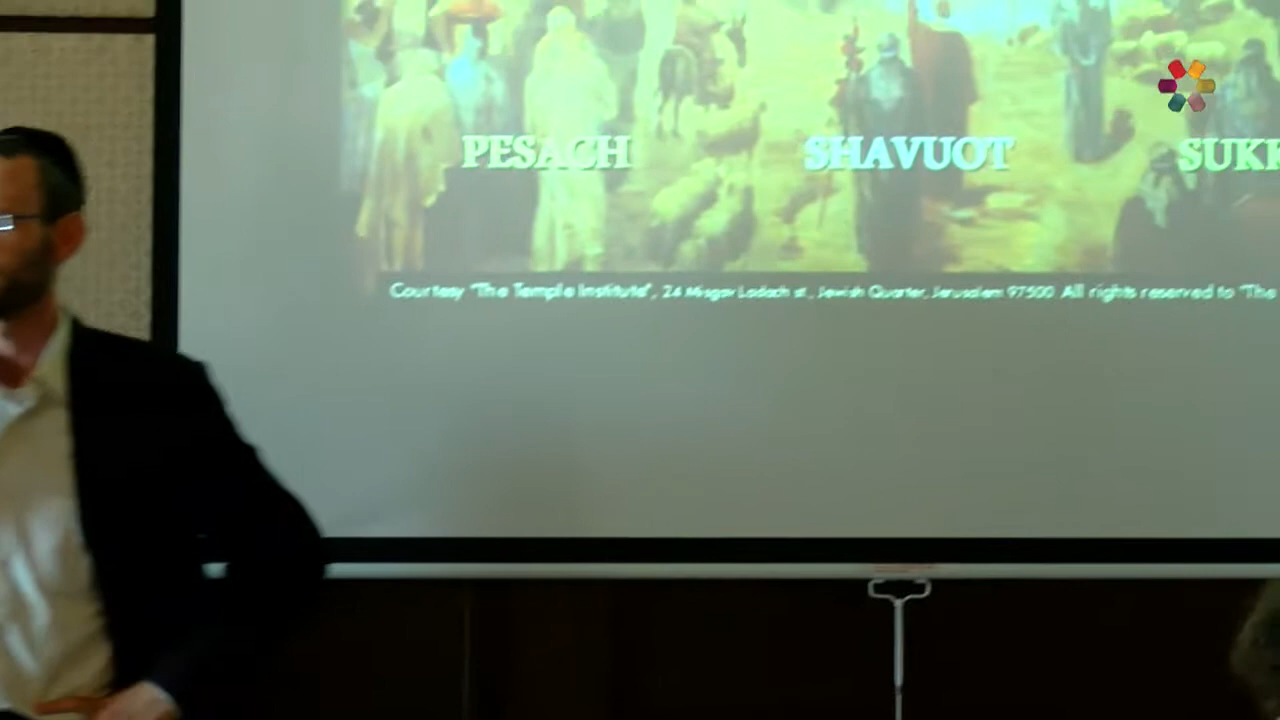 PESACH SHAVUOT SUKK
Courtesy "The Temple Institute", 24 Misgav Ladach st., Jewish Quarter, Jerusalem 97500 All rights reserved to "The